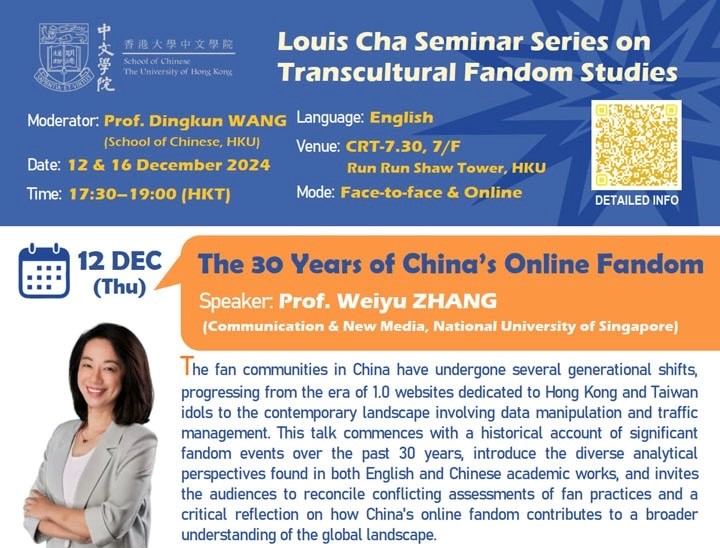 中文學院
香港大學中文學院
School of Chinese
The University of Hong Kong
SAPIENTIA ET VIRTUS
Louis Cha Seminar Series on
Transcultural Fandom Studies
Moderator: Prof. Dingkun WANG
(School of Chinese, HKU)
Date: 12 & 16 December 2024
Time: 17:30–19:00 (HKT)
Language: English
Venue: CRT-7.30, 7/F
Run Run Shaw Tower, HKU
Mode: Face-to-face & Online
DETAILED INFO
12 DEC
(Thu)
The 30 Years of China’s Online Fandom
Speaker: Prof. Weiyu ZHANG
(Communication & New Media, National University of Singapore)
The fan communities in China have undergone several generational shifts,
progressing from the era of 1.0 websites dedicated to Hong Kong and Taiwan
idols to the contemporary landscape involving data manipulation and traffic
management. This talk commences with a historical account of significant
fandom events over the past 30 years, introduce the diverse analytical
perspectives found in both English and Chinese academic works, and invites
the audiences to reconcile conflicting assessments of fan practices and a
critical reflection on how China's online fandom contributes to a broader
understanding of the global landscape.